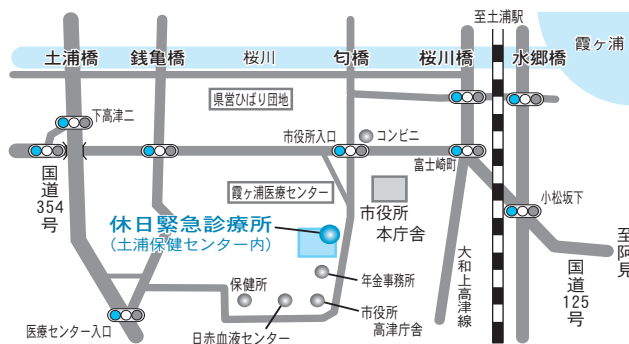 至土浦駅
霞ヶ浦
土浦橋
銭亀橋
桜川
匂橋
桜川橋
水郷橋
県営ひばり団地
下高津二
市役所入口
コンビニ
富士崎町
国道
354
号
霞ヶ浦医療センター
市役所
本庁舎
小松坂下
休日緊急診療所
(土浦保健センター内)
至阿見
大和上高津線
国道
125
号
年金事務所
保健所
市役所
高津庁舎
日赤血液センター
医療センター入口